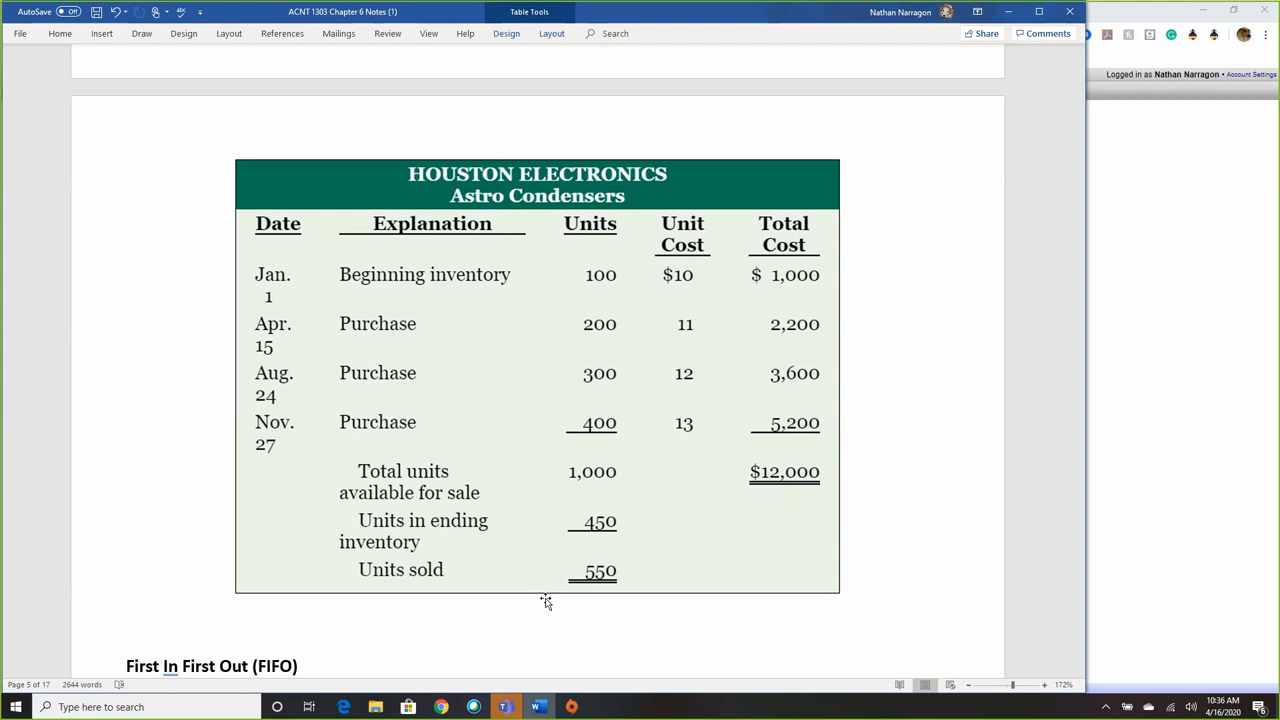 AutoSave Off ACNT 1303 Chapter 6 Notes (1) Table Tools Nathan Narragon
File Home Insert Draw Design Layout References Mailings Review View Help Design Layout Search Share Comments
Logged in as Nathan Narragon • Account Settings
HOUSTON ELECTRONICS
Astro Condensers
Date Explanation Units Unit Cost Total Cost
Jan. 1 Beginning inventory 100 $10 $ 1,000
Apr. 15 Purchase 200 11 2,200
Aug. 24 Purchase 300 12 3,600
Nov. 27 Purchase 400 13 5,200
Total units available for sale 1,000 $12,000
Units in ending inventory 450
Units sold 550
First In First Out (FIFO)
Page 5 of 17 2644 words 172%
Type here to search
10:36 AM
4/16/2020
6